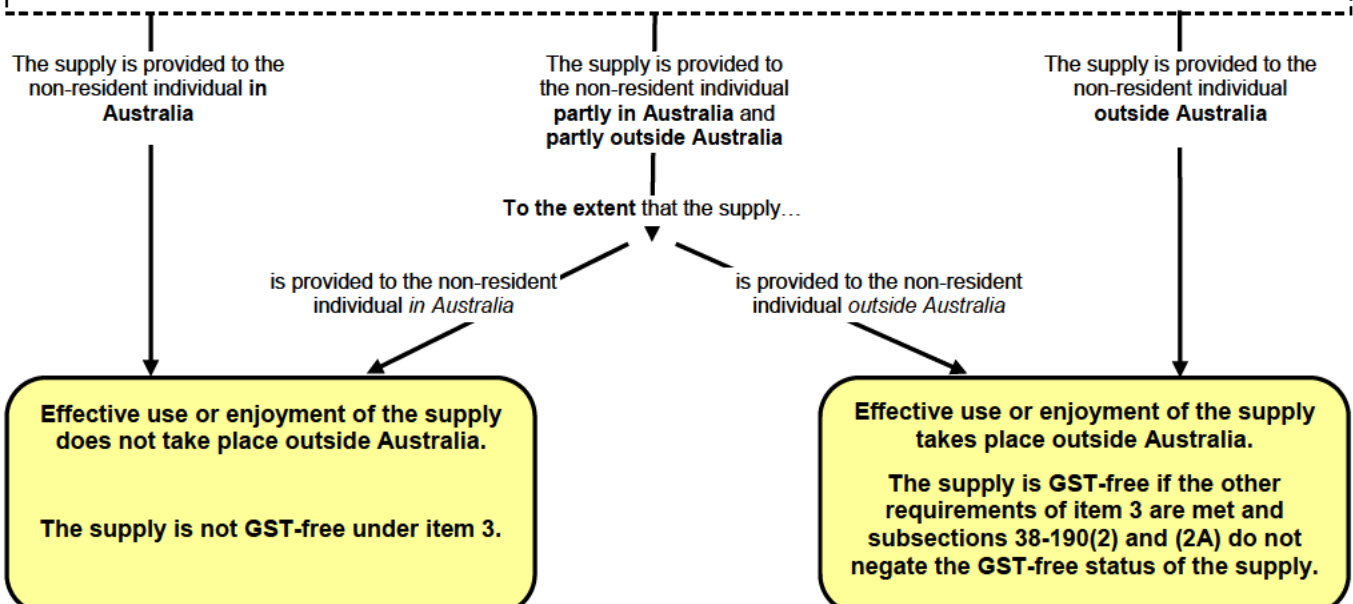 The supply is provided to the
non-resident individual in
Australia
The supply is provided to
the non-resident individual
partly in Australia and
partly outside Australia
The supply is provided to the
non-resident individual
outside Australia
To the extent that the supply…
is provided to the non-resident
individual in Australia
is provided to the non-resident
individual outside Australia
Effective use or enjoyment of the supply
does not take place outside Australia.
The supply is not GST-free under item 3.
Effective use or enjoyment of the supply
takes place outside Australia.
The supply is GST-free if the other
requirements of item 3 are met and
subsections 38-190(2) and (2A) do not
negate the GST-free status of the supply.